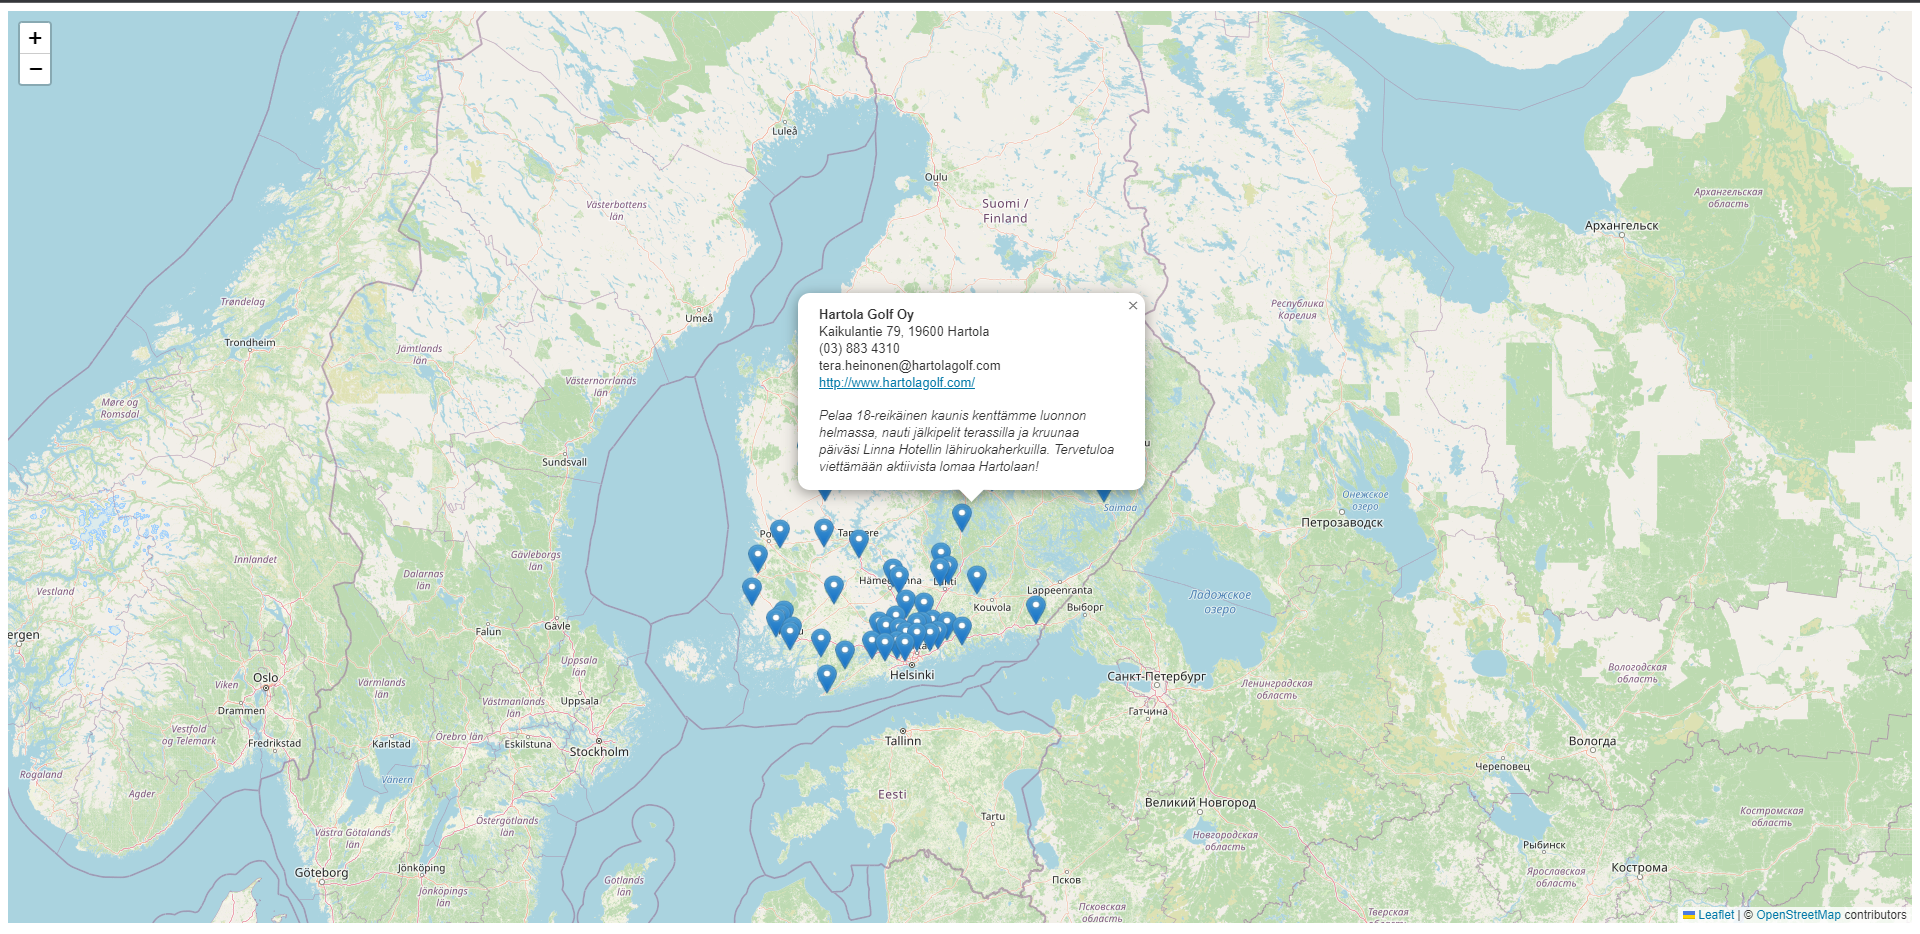 +
−
Luleå
Oulu
Suomi /
Finland
Västerbottens
län
Архангельская
область
Архангельск
Trøndelag
Umeå
Республика
Карелия
Trondheim
Jämtlands
län
Västernorrlands
län
Møre og
Romsdal
Hartola Golf Oy
×
Kaikulantie 79, 19600 Hartola
(03) 883 4310
tera.heinonen@hartolagolf.com
http://www.hartolagolf.com/
Pelaa 18-reikäinen kaunis kenttämme luonnon
helmassa, nauti jälkipelit terassilla ja kruunaa
päiväsi Linna Hotellin lähiruokaherkuilla. Tervetuloa
viettämään aktiivista lomaa Hartolaan!
Sundsvall
Saimaa
Онежское
озеро
Петрозаводск
Innlandet
Gävleborgs
län
Dalarnas
län
Vestland
Lappeenranta
Kouvola
Выборг
Ладожское
озеро
Falun
Gävle
Uppsala
län
Helsinki
Санкт-Петербург
Вологодская
область
Ленинградская
область
Oslo
Viken
Värmlands
län
Västmanlands
län
Uppsala
Drammen
Гатчина
Vestfold
og Telemark
Fredrikstad
Karlstad
Örebro län
Eskilstuna
Stockholm
Tallinn
Вологда
Череповец
Rogaland
Agder
Vänern
Eesti
Tartu
Великий Новгород
Новгородская
область
Костромская
область
Västra Götalands
län
Östergötlands
län
Рыбинск
Göteborg
Jönköping
Jönköpings
län
Gotlands
län
Псков
Псковская
область
Ярославская
область
Кострома
Тверская
область
Leaflet | © OpenStreetMap contributors